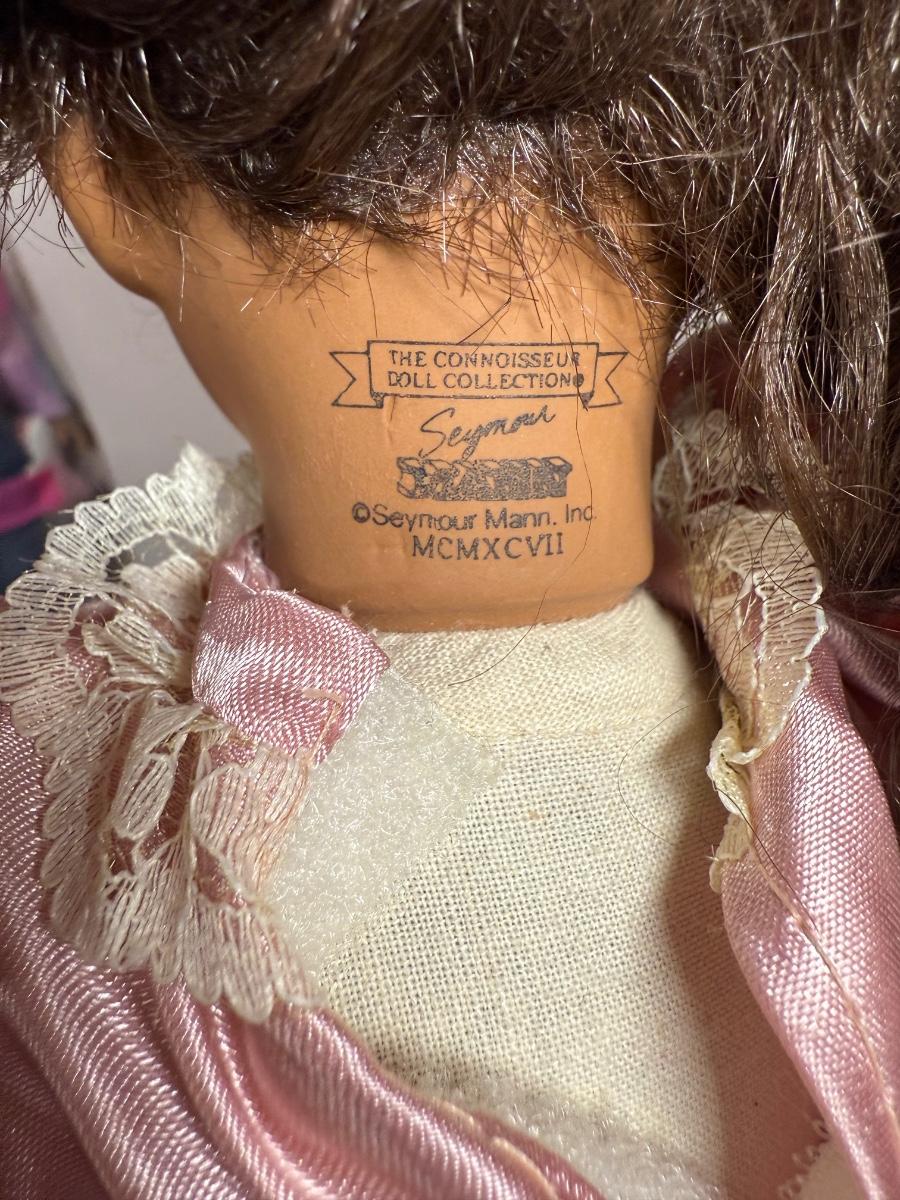 THE CONNOISSEUR
DOLL COLLECTION®
Seymour
©Seymour Mann. Inc
MCMXCVII